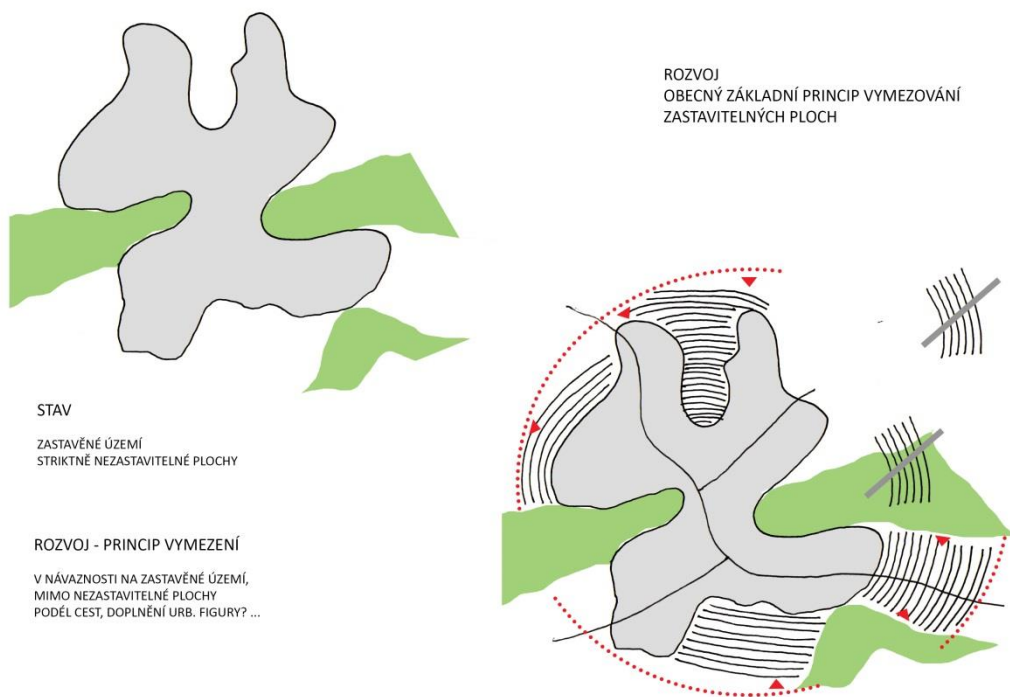 ROZVOJ
OBECNÝ ZÁKLADNÍ PRINCIP VYMEZOVÁNÍ
ZASTAVITELNÝCH PLOCH
STAV
ZASTAVĚNÉ ÚZEMÍ
STRIKTNĚ NEZASTAVITELNÉ PLOCHY
ROZVOJ - PRINCIP VYMEZENÍ
V NÁVAZNOSTI NA ZASTAVĚNÉ ÚZEMÍ,
MIMO NEZASTAVITELNÉ PLOCHY
PODÉL CEST, DOPLNĚNÍ URB. FIGURY? ...